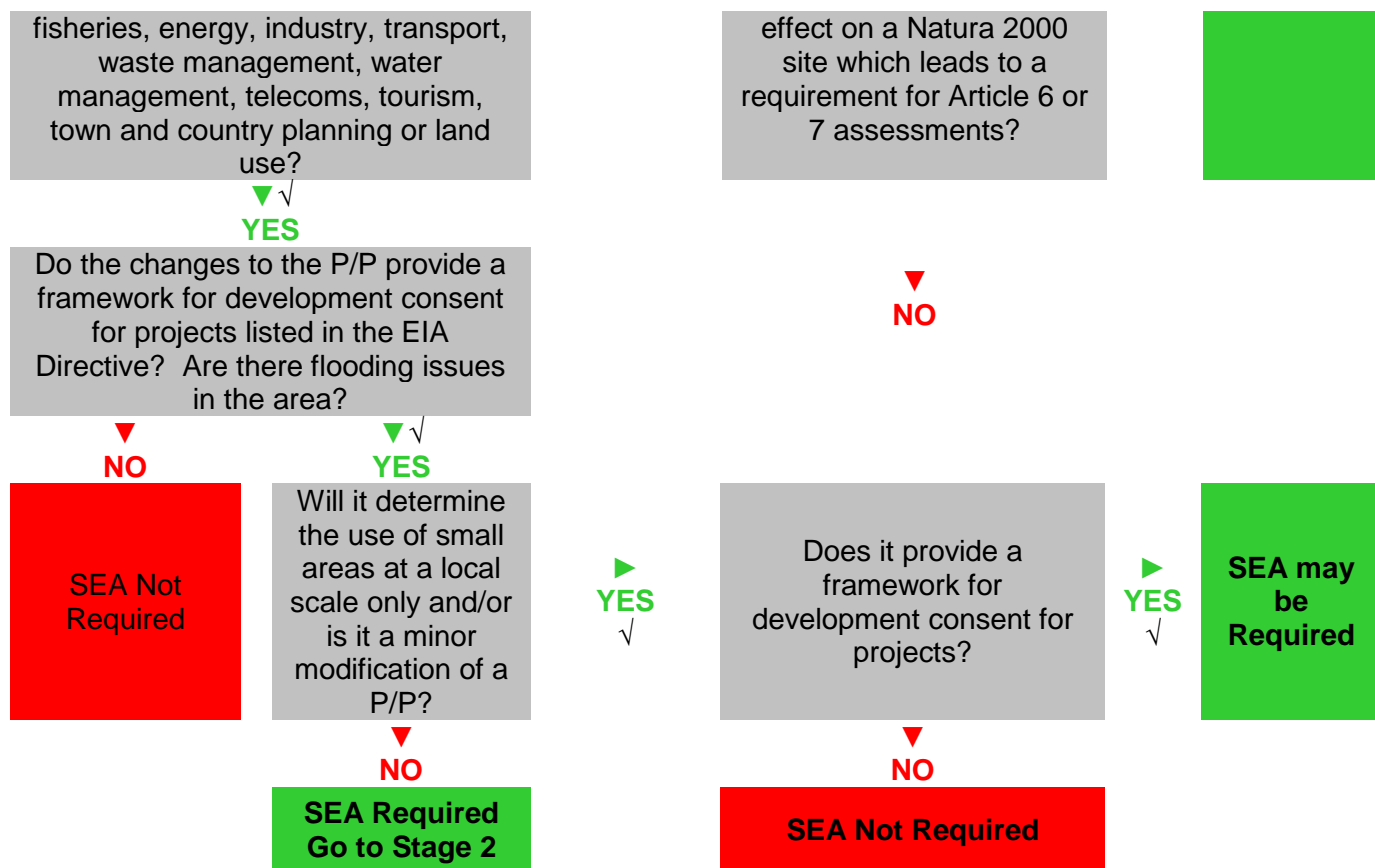 fisheries, energy, industry, transport,
waste management, water
management, telecoms, tourism,
town and country planning or land
use?
effect on a Natura 2000
site which leads to a
requirement for Article 6 or
7 assessments?
▼ √
YES
Do the changes to the P/P provide a
framework for development consent
for projects listed in the EIA
Directive?  Are there flooding issues
in the area?
▼
NO
▼
NO
▼ √
YES
SEA Not
Required
Will it determine
the use of small
areas at a local
scale only and/or
is it a minor
modification of a
P/P?
►
YES
√
Does it provide a
framework for
development consent for
projects?
►
YES
√
SEA may
be
Required
▼
NO
▼
NO
SEA Required
Go to Stage 2
SEA Not Required